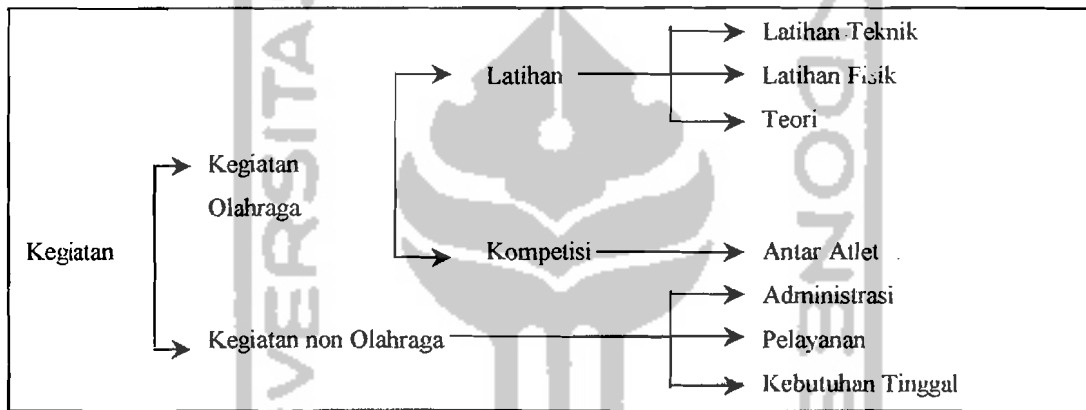 Kegiatan
Kegiatan
Olahraga
Latihan
Latihan Teknik
Latihan Fisik
Teori
Kompetisi
Antar Atlet
Kegiatan non Olahraga
Administrasi
Pelayanan
Kebutuhan Tinggal
VERSITA